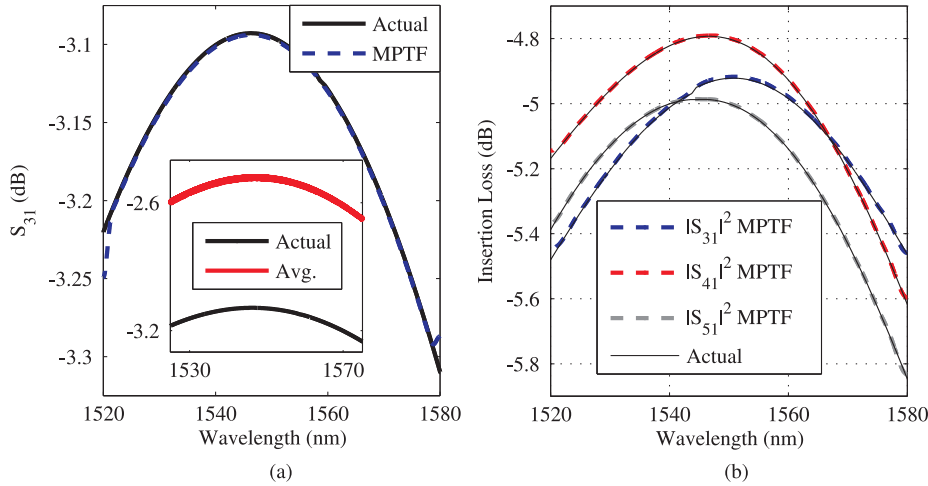 Actual
MPTF
-3.1
-3.15
-3.2
-3.25
-3.3
S31 (dB)
-2.6
-3.2
Actual
Avg.
1530
1570
1520
1540
1560
1580
Wavelength (nm)
(a)
-4.8
-5
-5.2
-5.4
-5.6
-5.8
Insertion Loss (dB)
|S31|² MPTF
|S41|² MPTF
|S51|² MPTF
Actual
1520
1540
1560
1580
Wavelength (nm)
(b)